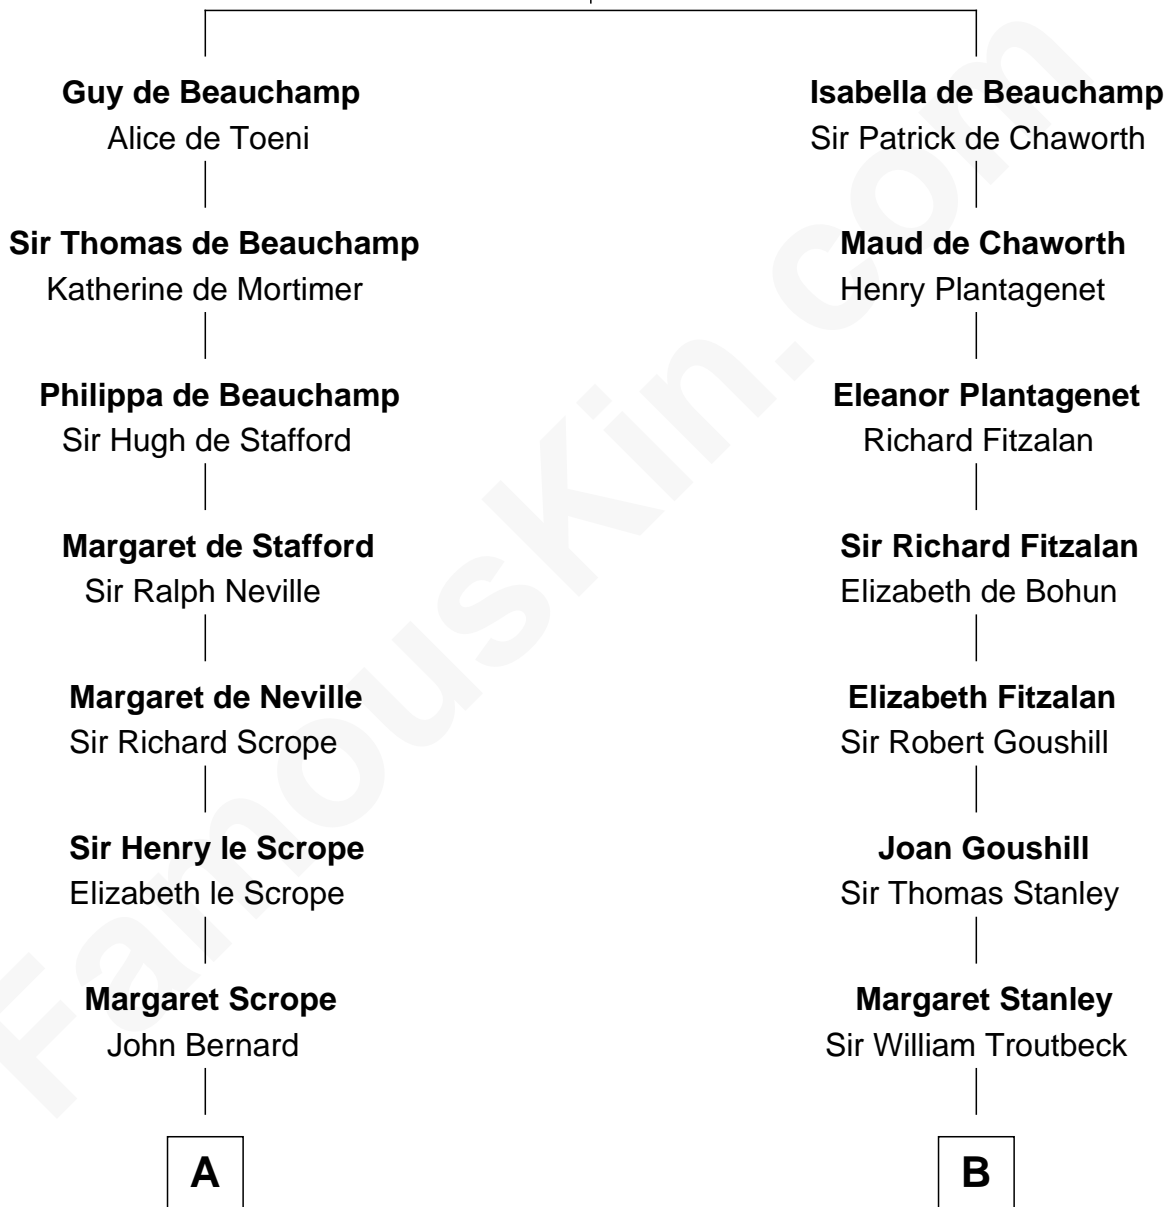 Guy de Beauchamp
Alice de Toeni
Sir Thomas de Beauchamp
Katherine de Mortimer
Philippa de Beauchamp
Sir Hugh de Stafford
Margaret de Stafford
Sir Ralph Neville
Margaret de Neville
Sir Richard Scrope
Sir Henry le Scrope
Elizabeth le Scrope
Margaret Scrope
John Bernard
A
Isabella de Beauchamp
Sir Patrick de Chaworth
Maud de Chaworth
Henry Plantagenet
Eleanor Plantagenet
Richard Fitzalan
Sir Richard Fitzalan
Elizabeth de Bohun
Elizabeth Fitzalan
Sir Robert Goushill
Joan Goushill
Sir Thomas Stanley
Margaret Stanley
Sir William Troutbeck
B
FamousKin.com